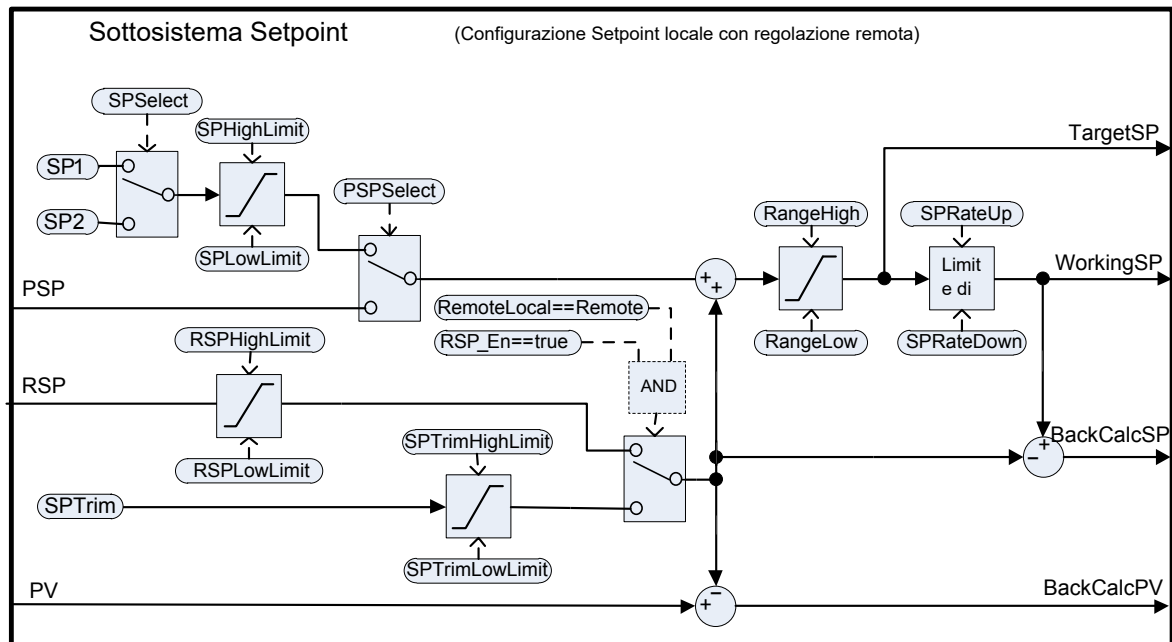 Sottosistema Setpoint
(Configurazione Setpoint locale con regolazione remota)
SPSelect
SPHighLimit
TargetSP
SP1
PSPSelect
SP2
RangeHigh
SPRateUp
SPLowLimit
Limit
e di
WorkingSP
PSP
+
+
RemoteLocal==Remote
RSPHighLimit
RSP_En==true
RangeLow
SPRateDown
RSP
AND
SPTrimHighLimit
BackCalcSP
+
-
RSPLowLimit
SPTrim
SPTrimLowLimit
PV
-
+
BackCalcPV